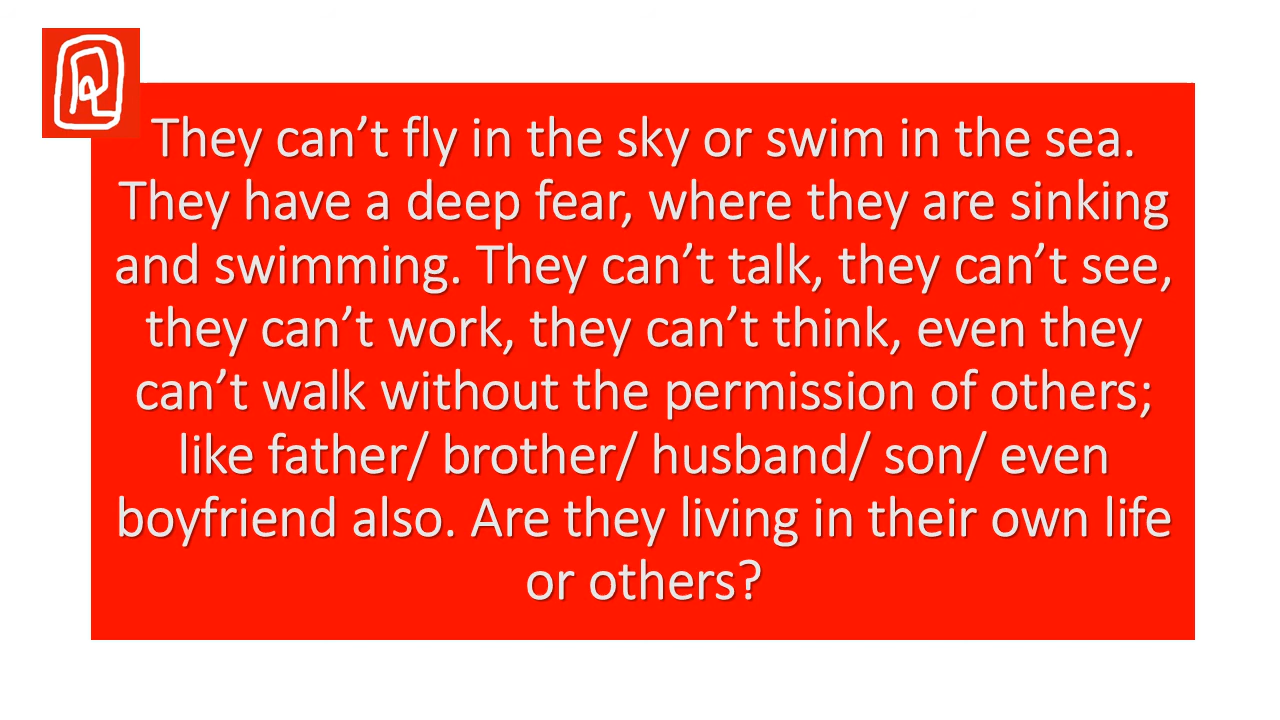 They can’t fly in the sky or swim in the sea.
They have a deep fear, where they are sinking
and swimming. They can’t talk, they can’t see,
they can’t work, they can’t think, even they
can’t walk without the permission of others;
like father/ brother/ husband/ son/ even
boyfriend also. Are they living in their own life
or others?